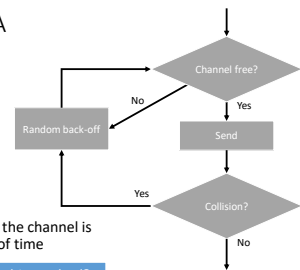 A
Channel free?
No
Yes
Random back-off
Send
Yes
Collision?
the channel is
of time
No